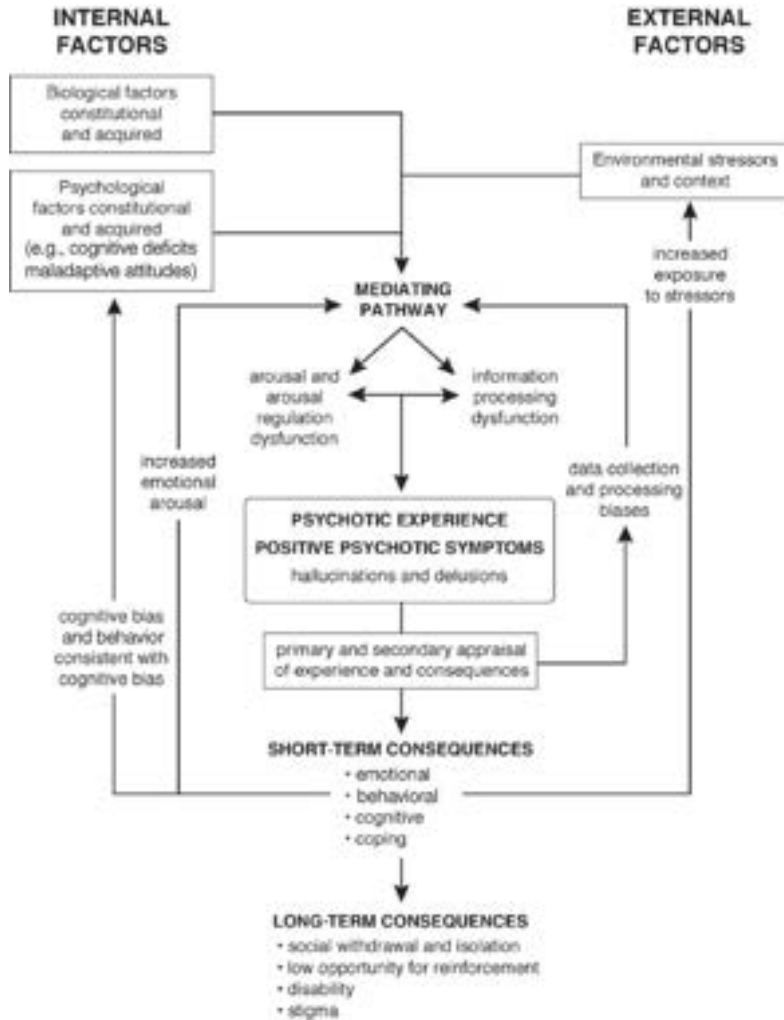 INTERNAL
FACTORS
EXTERNAL
FACTORS
Biological factors
constitutional
and acquired
Environmental stressors
and context
Psychological
factors constitutional
and acquired
(e.g., cognitive deficits
maladaptive attitudes)
increased
exposure
to stressors
MEDIATING
PATHWAY
arousal and
arousal
regulation
dysfunction
information
processing
dysfunction
increased
emotional
arousal
data collection
and processing
biases
PSYCHOTIC EXPERIENCE
POSITIVE PSYCHOTIC SYMPTOMS
hallucinations and delusions
cognitive bias
and behavior
consistent with
cognitive bias
primary and secondary appraisal
of experience and consequences
SHORT-TERM CONSEQUENCES
• emotional
• behavioral
• cognitive
• coping
LONG-TERM CONSEQUENCES
• social withdrawal and isolation
• low opportunity for reinforcement
• disability
• stigma